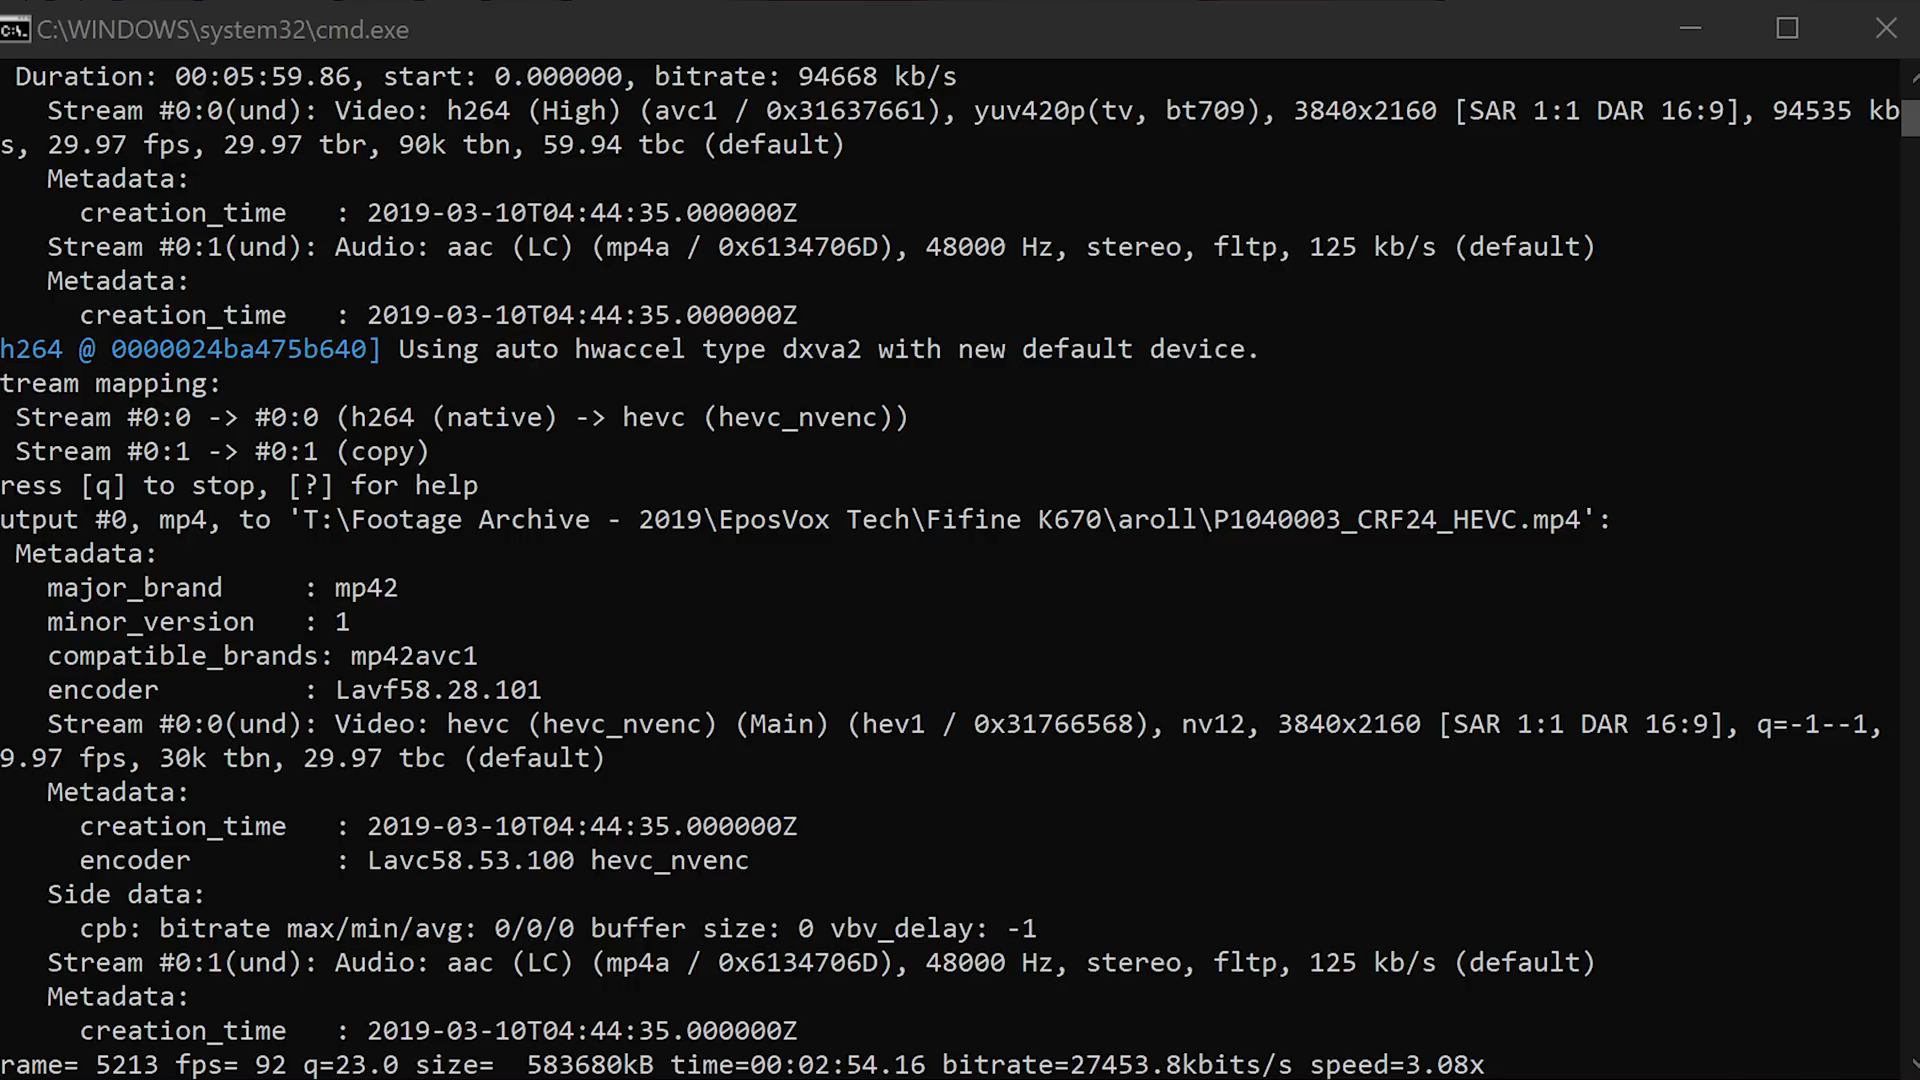 C:\WINDOWS\system32\cmd.exe
Duration: 00:05:59.86, start: 0.000000, bitrate: 94668 kb/s
Stream #0:0(und): Video: h264 (High) (avc1 / 0x31637661), yuv420p(tv, bt709), 3840x2160 [SAR 1:1 DAR 16:9], 94535 kb
s, 29.97 fps, 29.97 tbr, 90k tbn, 59.94 tbc (default)
Metadata:
creation_time   : 2019-03-10T04:44:35.000000Z
Stream #0:1(und): Audio: aac (LC) (mp4a / 0x6134706D), 48000 Hz, stereo, fltp, 125 kb/s (default)
Metadata:
creation_time   : 2019-03-10T04:44:35.000000Z
h264 @ 0000024ba475b640] Using auto hwaccel type dxva2 with new default device.
tream mapping:
Stream #0:0 -> #0:0 (h264 (native) -> hevc (hevc_nvenc))
Stream #0:1 -> #0:1 (copy)
ress [q] to stop, [?] for help
utput #0, mp4, to 'T:\Footage Archive - 2019\EposVox Tech\Fifine K670\aroll\P1040003_CRF24_HEVC.mp4':
Metadata:
major_brand     : mp42
minor_version   : 1
compatible_brands: mp42avc1
encoder         : Lavf58.28.101
Stream #0:0(und): Video: hevc (hevc_nvenc) (Main) (hev1 / 0x31766568), nv12, 3840x2160 [SAR 1:1 DAR 16:9], q=-1--1,
9.97 fps, 30k tbn, 29.97 tbc (default)
Metadata:
creation_time   : 2019-03-10T04:44:35.000000Z
encoder         : Lavc58.53.100 hevc_nvenc
Side data:
cpb: bitrate max/min/avg: 0/0/0 buffer size: 0 vbv_delay: -1
Stream #0:1(und): Audio: aac (LC) (mp4a / 0x6134706D), 48000 Hz, stereo, fltp, 125 kb/s (default)
Metadata:
creation_time   : 2019-03-10T04:44:35.000000Z
rame= 5213 fps= 92 q=23.0 size=  583680kB time=00:02:54.16 bitrate=27453.8kbits/s speed=3.08x